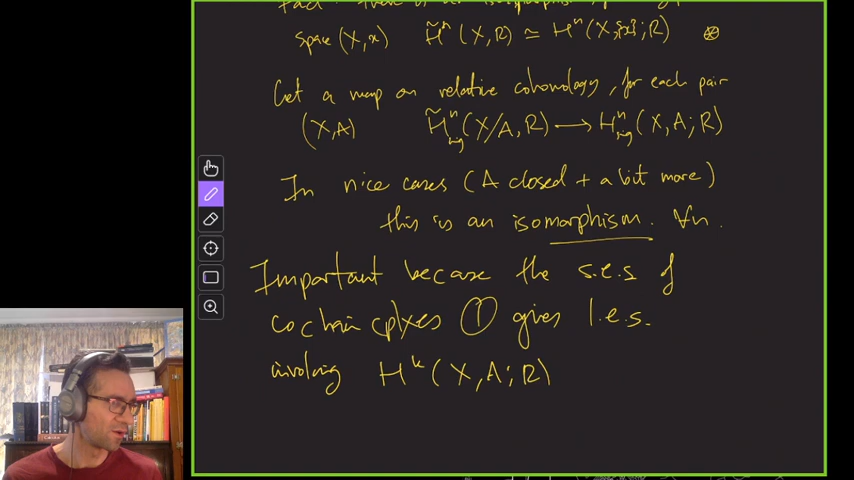 space (X,x) H̃ⁿ(X,R) ≃ Hⁿ(X,{x};R) ⊛
Get a map on relative cohomology, for each pair
(X,A) H̃ⁿsing(X/A,R) → Hⁿsing(X,A;R)
In nice cases (A closed + a bit more)
this is an isomorphism. ∀n.
Important because the s.e.s of
cochain cplxes ① gives l.e.s.
involving Hᵏ(X,A;R)